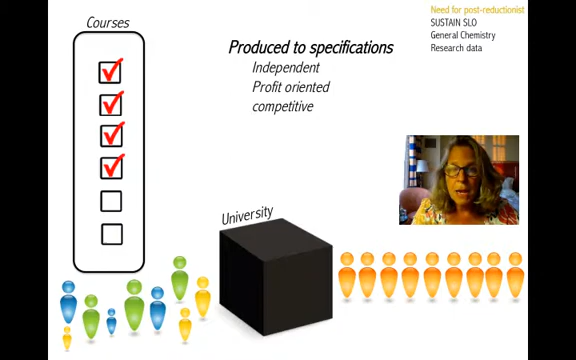 Courses
Produced to specifications
Independent
Profit oriented
competitive
Need for post-reductionist
SUSTAIN SLO
General Chemistry
Research data
University